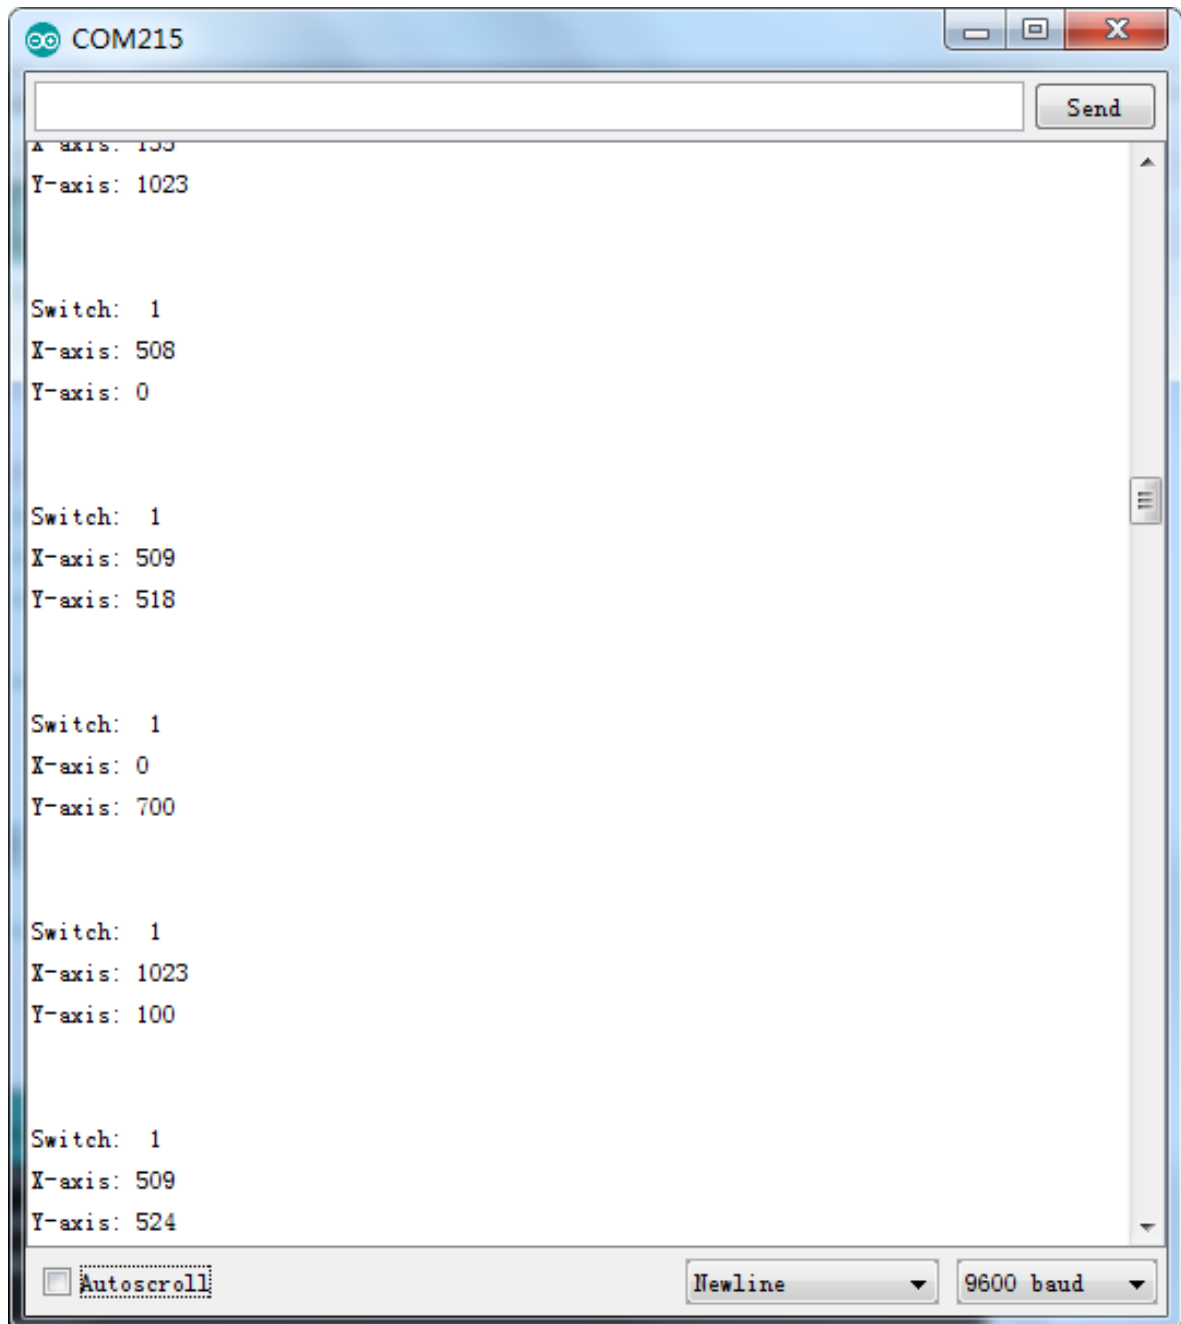 COM215
Send
Y-axis: 1023
Switch: 1
X-axis: 508
Y-axis: 0
Switch: 1
X-axis: 509
Y-axis: 518
Switch: 1
X-axis: 0
Y-axis: 700
Switch: 1
X-axis: 1023
Y-axis: 100
Switch: 1
X-axis: 509
Y-axis: 524
Autoscroll
Newline
9600 baud